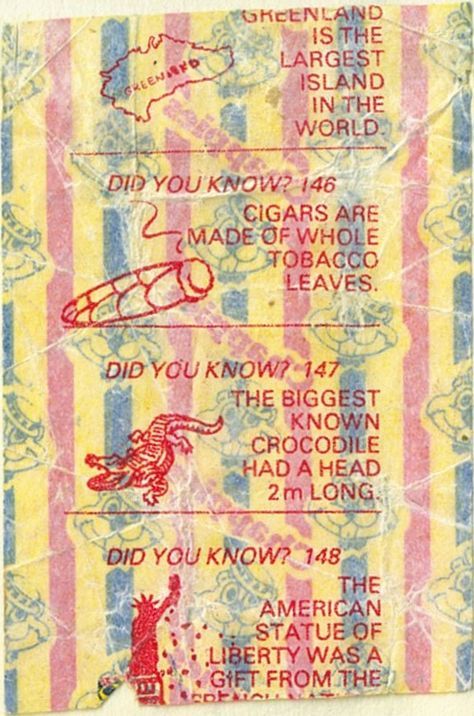 GREENLAND
IS THE
LARGEST
ISLAND
IN THE
WORLD.
GREENLAND
DID YOU KNOW? 146
CIGARS ARE
MADE OF WHOLE
TOBACCO
LEAVES.
DID YOU KNOW? 147
THE BIGGEST
KNOWN
CROCODILE
HAD A HEAD
2m LONG.
DID YOU KNOW? 148
THE
AMERICAN
STATUE OF
LIBERTY WAS A
GIFT FROM THE